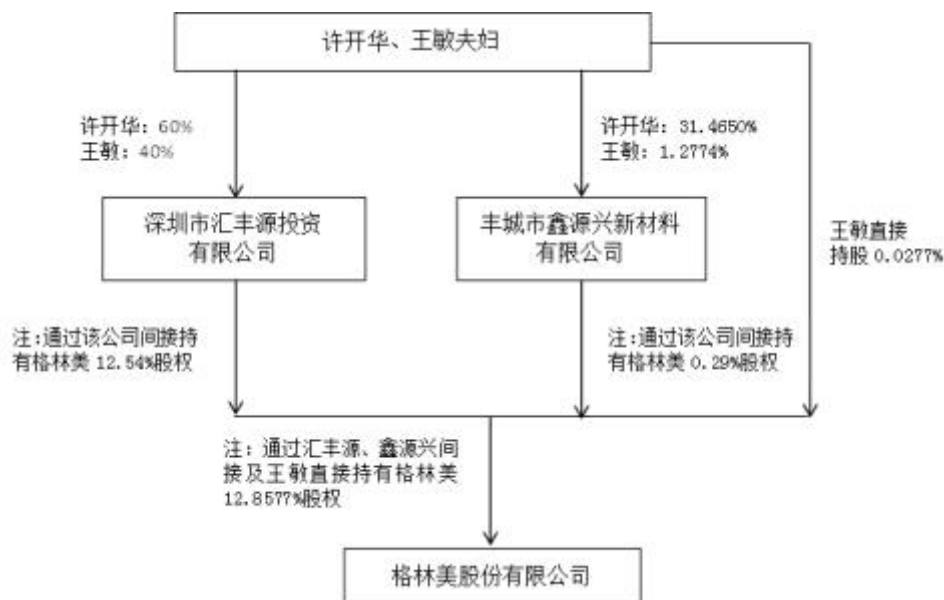 许开华、王敏夫妇
许开华：60%
王敏：40%
许开华：31.4650%
王敏：1.2774%
深圳市汇丰源投资
有限公司
丰城市鑫源兴新材料
有限公司
王敏直接
持股 0.0277%
注:通过该公司间接持
有格林美 12.54%股权
注:通过该公司间接持
有格林美 0.29%股权
注：通过汇丰源、鑫源兴间
接及王敏直接持有格林美
12.8577%股权
格林美股份有限公司